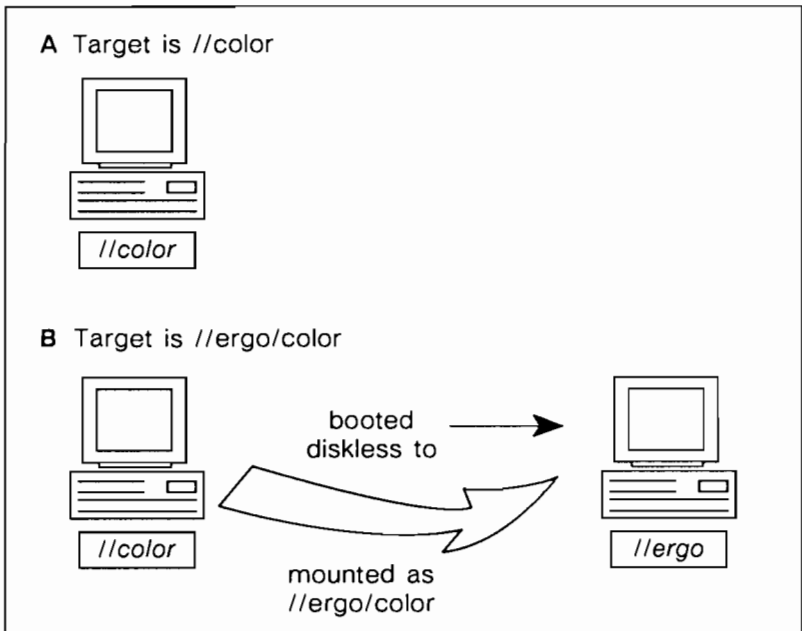 A Target is //color
//color
B Target is //ergo/color
booted
diskless to
//color
//ergo
mounted as
//ergo/color